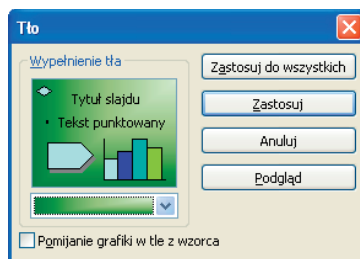 Tło
Wypełnienie tła
Tytuł slajdu
• Tekst punktowany
Zastosuj do wszystkich
Zastosuj
Anuluj
Podgląd
Pomijanie grafiki w tle z wzorca